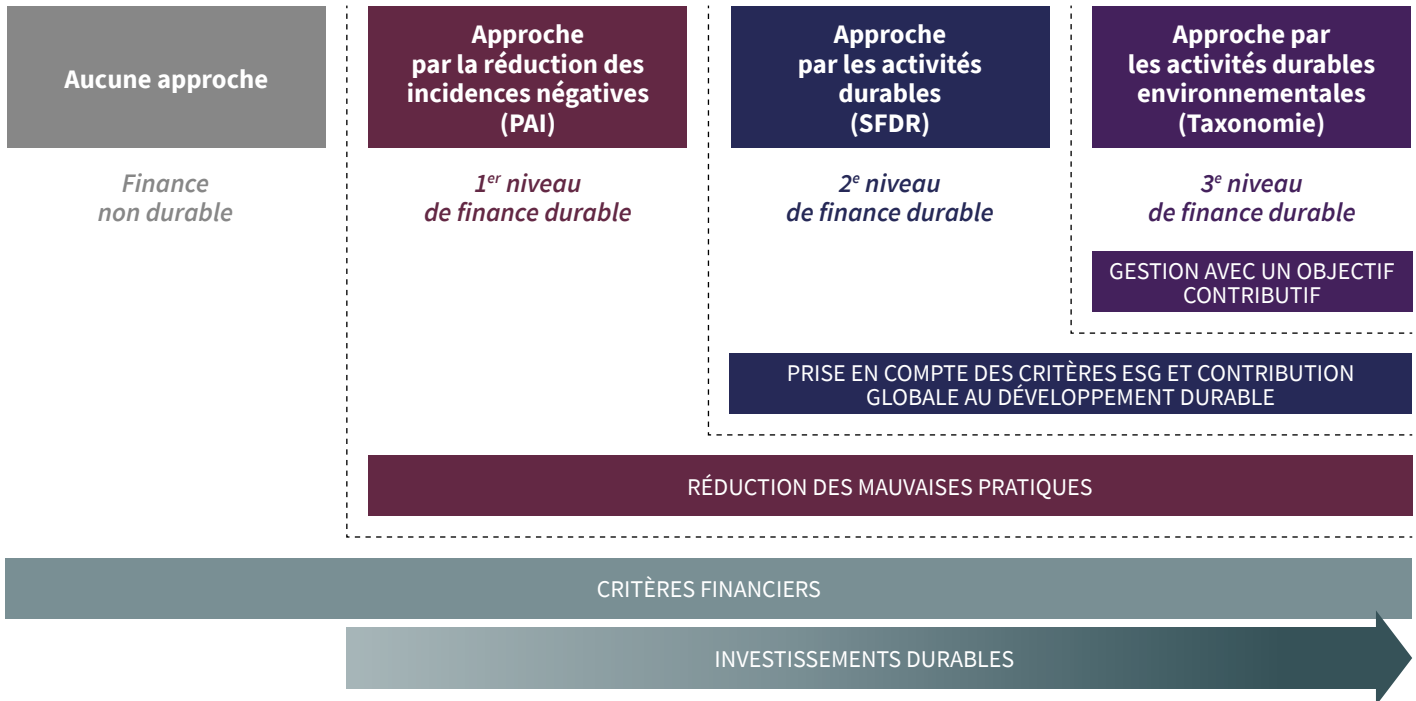 Aucune approche
Approche
par la réduction des
incidences négatives
(PAI)
Approche
par les activités
durables
(SFDR)
Approche par
les activités durables
environnementales
(Taxonomie)
Finance
non durable
1er niveau
de finance durable
2e niveau
de finance durable
3e niveau
de finance durable
GESTION AVEC UN OBJECTIF
CONTRIBUTIF
PRISE EN COMPTE DES CRITÈRES ESG ET CONTRIBUTION
GLOBALE AU DÉVELOPPEMENT DURABLE
RÉDUCTION DES MAUVAISES PRATIQUES
CRITÈRES FINANCIERS
INVESTISSEMENTS DURABLES